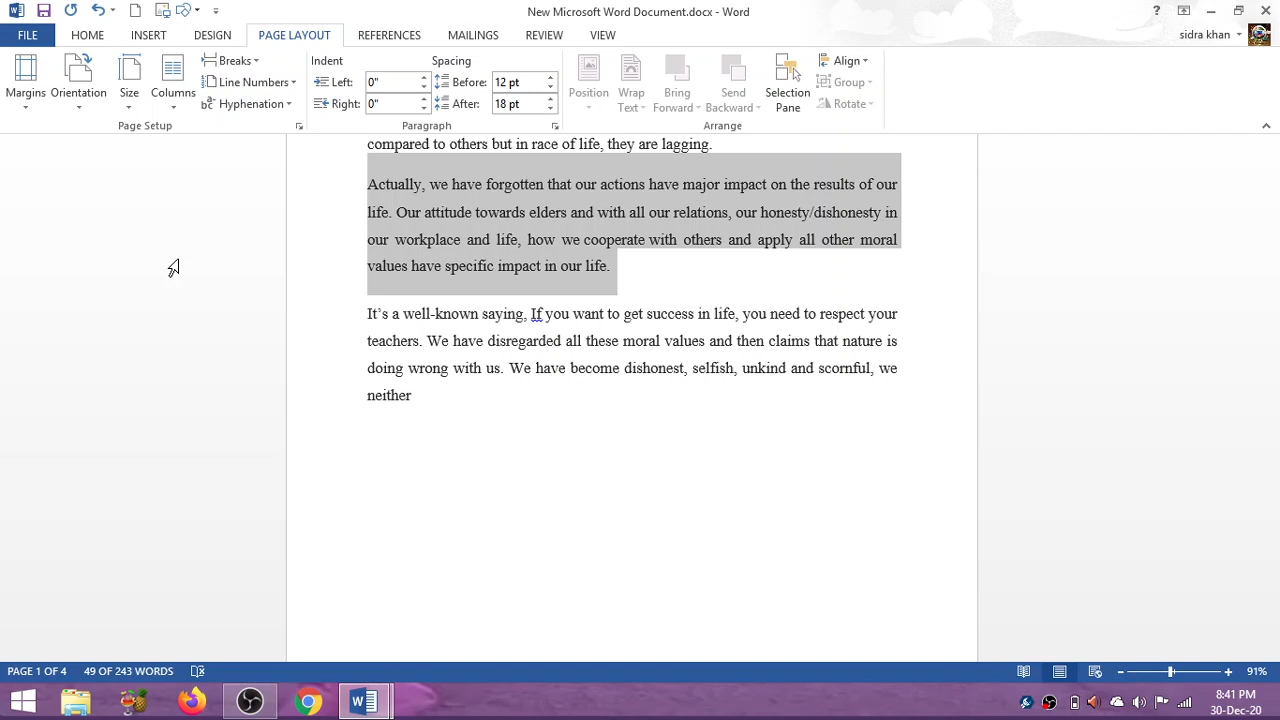 New Microsoft Word Document.docx - Word
FILE HOME INSERT DESIGN PAGE LAYOUT REFERENCES MAILINGS REVIEW VIEW sidra khan
Breaks Indent Spacing Align
Line Numbers Left: 0" Before: 12 pt Group
Margins Orientation Size Columns Hyphenation Right: 0" After: 18 pt Position Wrap Text Bring Forward Send Backward Selection Pane Rotate
Page Setup Paragraph Arrange
compared to others but in race of life, they are lagging.
Actually, we have forgotten that our actions have major impact on the results of our
life. Our attitude towards elders and with all our relations, our honesty/dishonesty in
our workplace and life, how we cooperate with others and apply all other moral
values have specific impact in our life.
It’s a well-known saying, If you want to get success in life, you need to respect your
teachers. We have disregarded all these moral values and then claims that nature is
doing wrong with us. We have become dishonest, selfish, unkind and scornful, we
neither
PAGE 1 OF 4 49 OF 243 WORDS 91%
8:41 PM
30-Dec-20